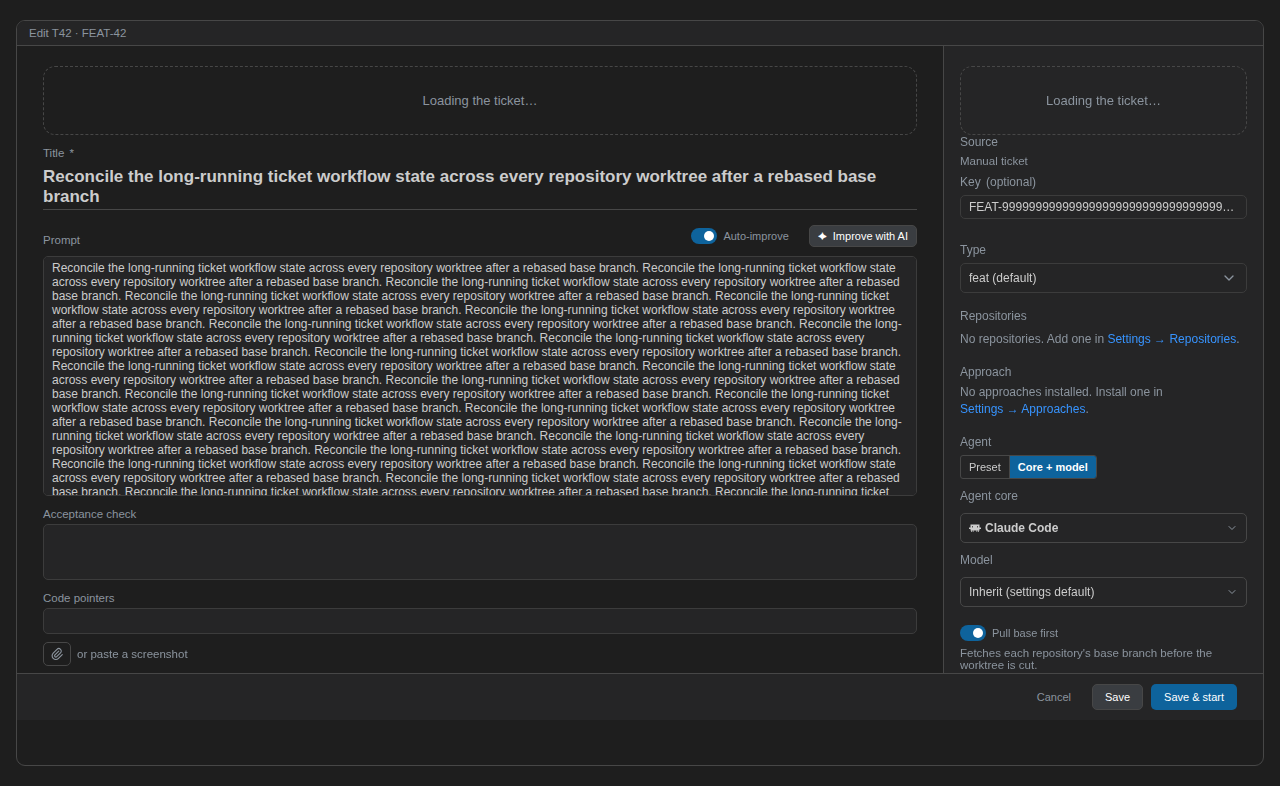 Edit T42 · FEAT-42
Loading the ticket…
Title *
Reconcile the long-running ticket workflow state across every repository worktree after a rebased base
branch
Prompt
Auto-improve
Improve with AI
Reconcile the long-running ticket workflow state across every repository worktree after a rebased base branch. Reconcile the long-running ticket workflow state
across every repository worktree after a rebased base branch. Reconcile the long-running ticket workflow state across every repository worktree after a rebased
base branch. Reconcile the long-running ticket workflow state across every repository worktree after a rebased base branch. Reconcile the long-running ticket
workflow state across every repository worktree after a rebased base branch. Reconcile the long-running ticket workflow state across every repository worktree
after a rebased base branch. Reconcile the long-running ticket workflow state across every repository worktree after a rebased base branch. Reconcile the long-
running ticket workflow state across every repository worktree after a rebased base branch. Reconcile the long-running ticket workflow state across every
repository worktree after a rebased base branch. Reconcile the long-running ticket workflow state across every repository worktree after a rebased base branch.
Reconcile the long-running ticket workflow state across every repository worktree after a rebased base branch. Reconcile the long-running ticket workflow state
across every repository worktree after a rebased base branch. Reconcile the long-running ticket workflow state across every repository worktree after a rebased
base branch. Reconcile the long-running ticket workflow state across every repository worktree after a rebased base branch. Reconcile the long-running ticket
workflow state across every repository worktree after a rebased base branch. Reconcile the long-running ticket workflow state across every repository worktree
after a rebased base branch. Reconcile the long-running ticket workflow state across every repository worktree after a rebased base branch. Reconcile the long-
running ticket workflow state across every repository worktree after a rebased base branch. Reconcile the long-running ticket workflow state across every
repository worktree after a rebased base branch. Reconcile the long-running ticket workflow state across every repository worktree after a rebased base branch.
Reconcile the long-running ticket workflow state across every repository worktree after a rebased base branch. Reconcile the long-running ticket workflow state
across every repository worktree after a rebased base branch. Reconcile the long-running ticket workflow state across every repository worktree after a rebased
base branch. Reconcile the long-running ticket workflow state across every repository worktree after a rebased base branch. Reconcile the long-running ticket
Acceptance check
Code pointers
or paste a screenshot
Loading the ticket…
Source
Manual ticket
Key (optional)
FEAT-9999999999999999999999999999999999…
Type
feat (default)
Repositories
No repositories. Add one in Settings → Repositories.
Approach
No approaches installed. Install one in
Settings → Approaches.
Agent
Preset
Core + model
Agent core
Claude Code
Model
Inherit (settings default)
Pull base first
Fetches each repository's base branch before the
worktree is cut.
Cancel
Save
Save & start